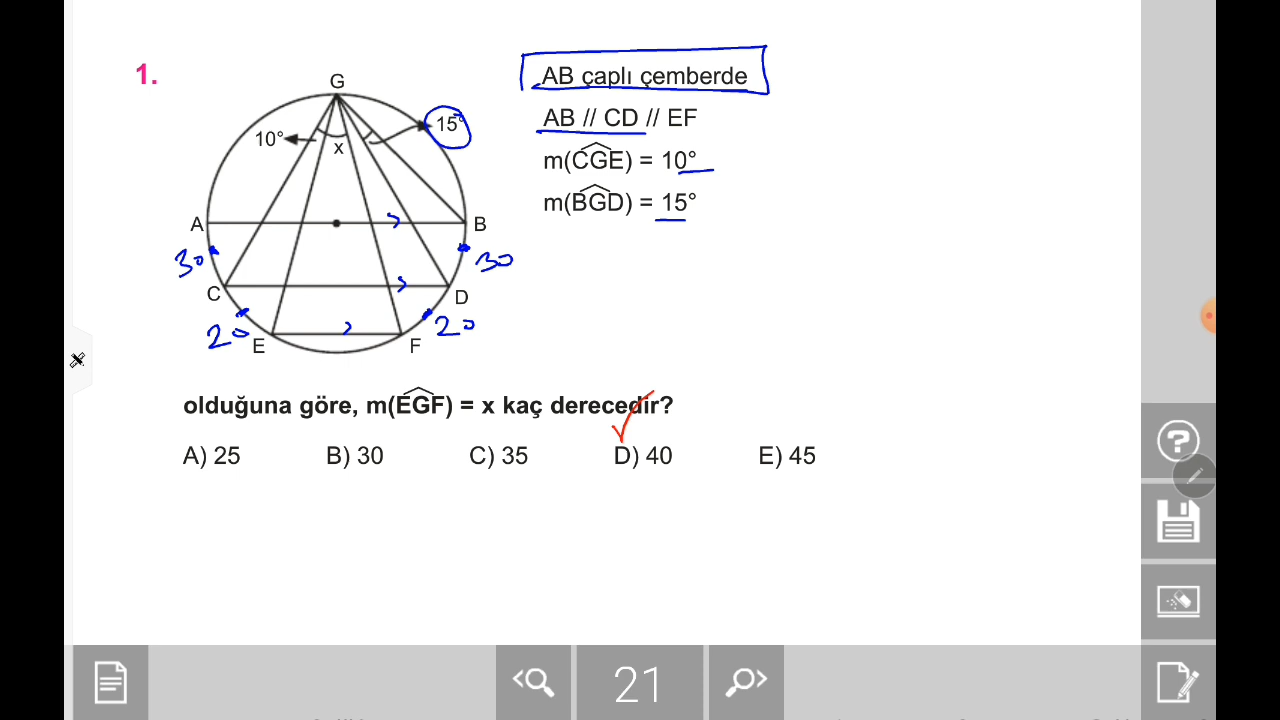 1.
G
AB çaplı çemberde
15°
AB // CD // EF
10°
x
m(CGE) = 10°
m(BGD) = 15°
A
B
30
30
C
D
20
20
E
F
olduğuna göre, m(EGF) = x kaç derecedir?
A) 25 B) 30 C) 35 D) 40 E) 45
?
21